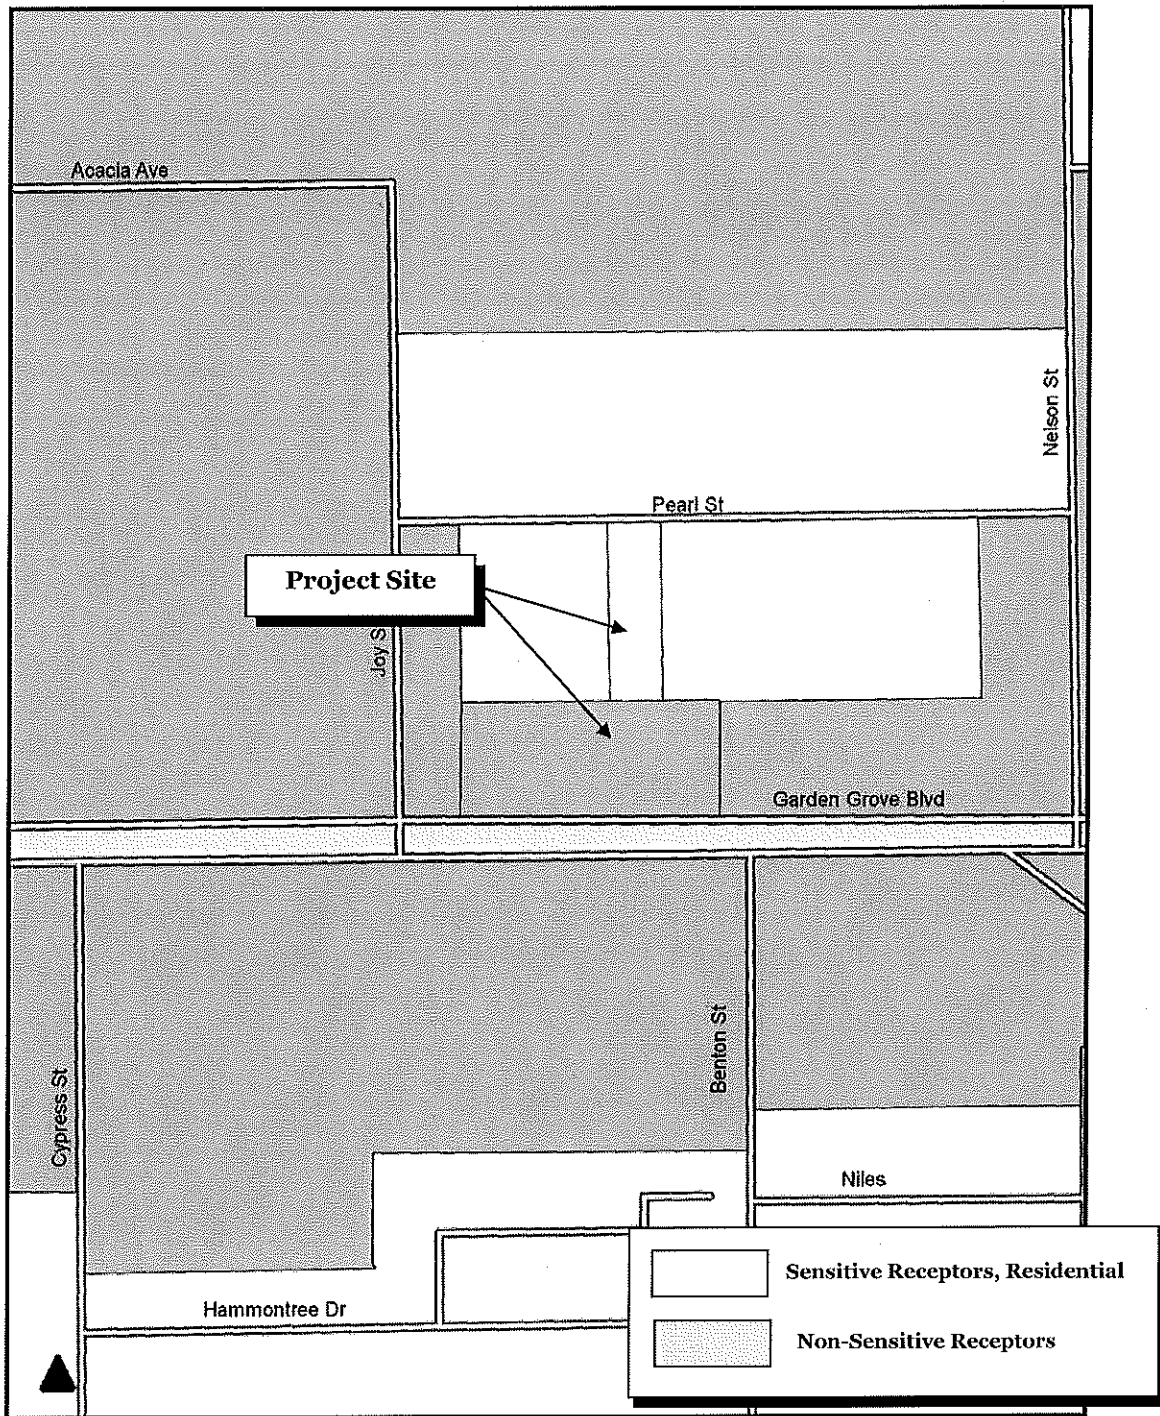 Acacia Ave
Nelson St
Pearl St
Project Site
Joy S
Garden Grove Blvd
Benton St
Cypress St
Niles
Sensitive Receptors, Residential
Hammontree Dr
Non-Sensitive Receptors